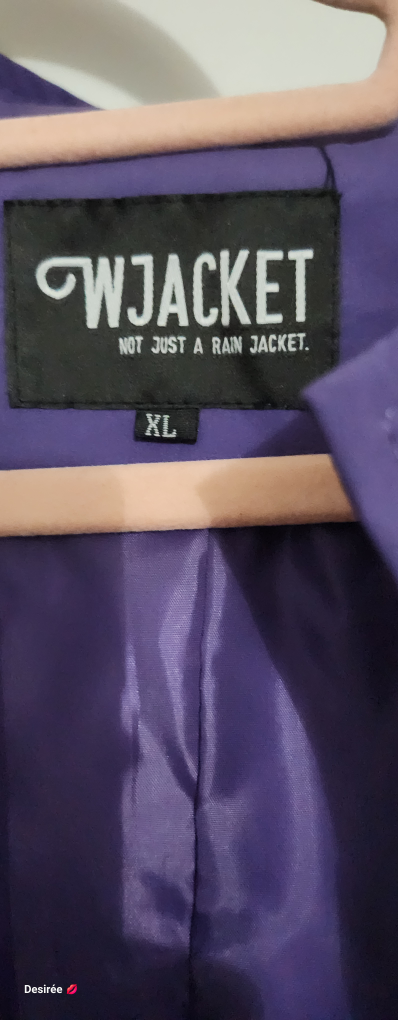 WJACKET
NOT JUST A RAIN JACKET.
XL
Desirée 💋